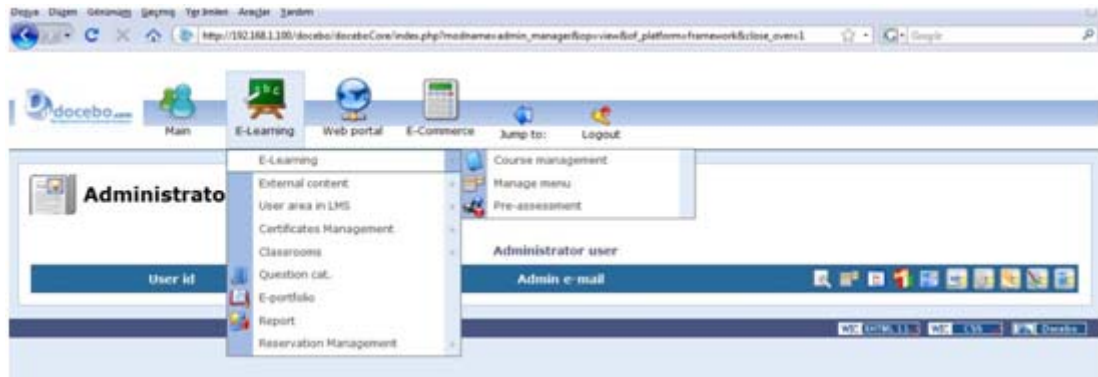 Dosya Düzen Görünüm Geçmiş Yer İmleri Araçlar Yardım
http://192.168.1.100/docebo/doceboCore/index.php?modname=admin_manager&op=view&of_platform=framework&close_over=1
Google
docebo.com
Main
E-Learning
Web portal
E-Commerce
Jump to:
Logout
E-Learning
Course management
External content
Manage menu
User area in LMS
Pre-assessment
Administrato
Certificates Management
Classrooms
Administrator user
User id
Question cat.
Admin e-mail
E-portfolio
Report
Reservation Management
W3C XHTML 1.1
W3C CSS
Docebo